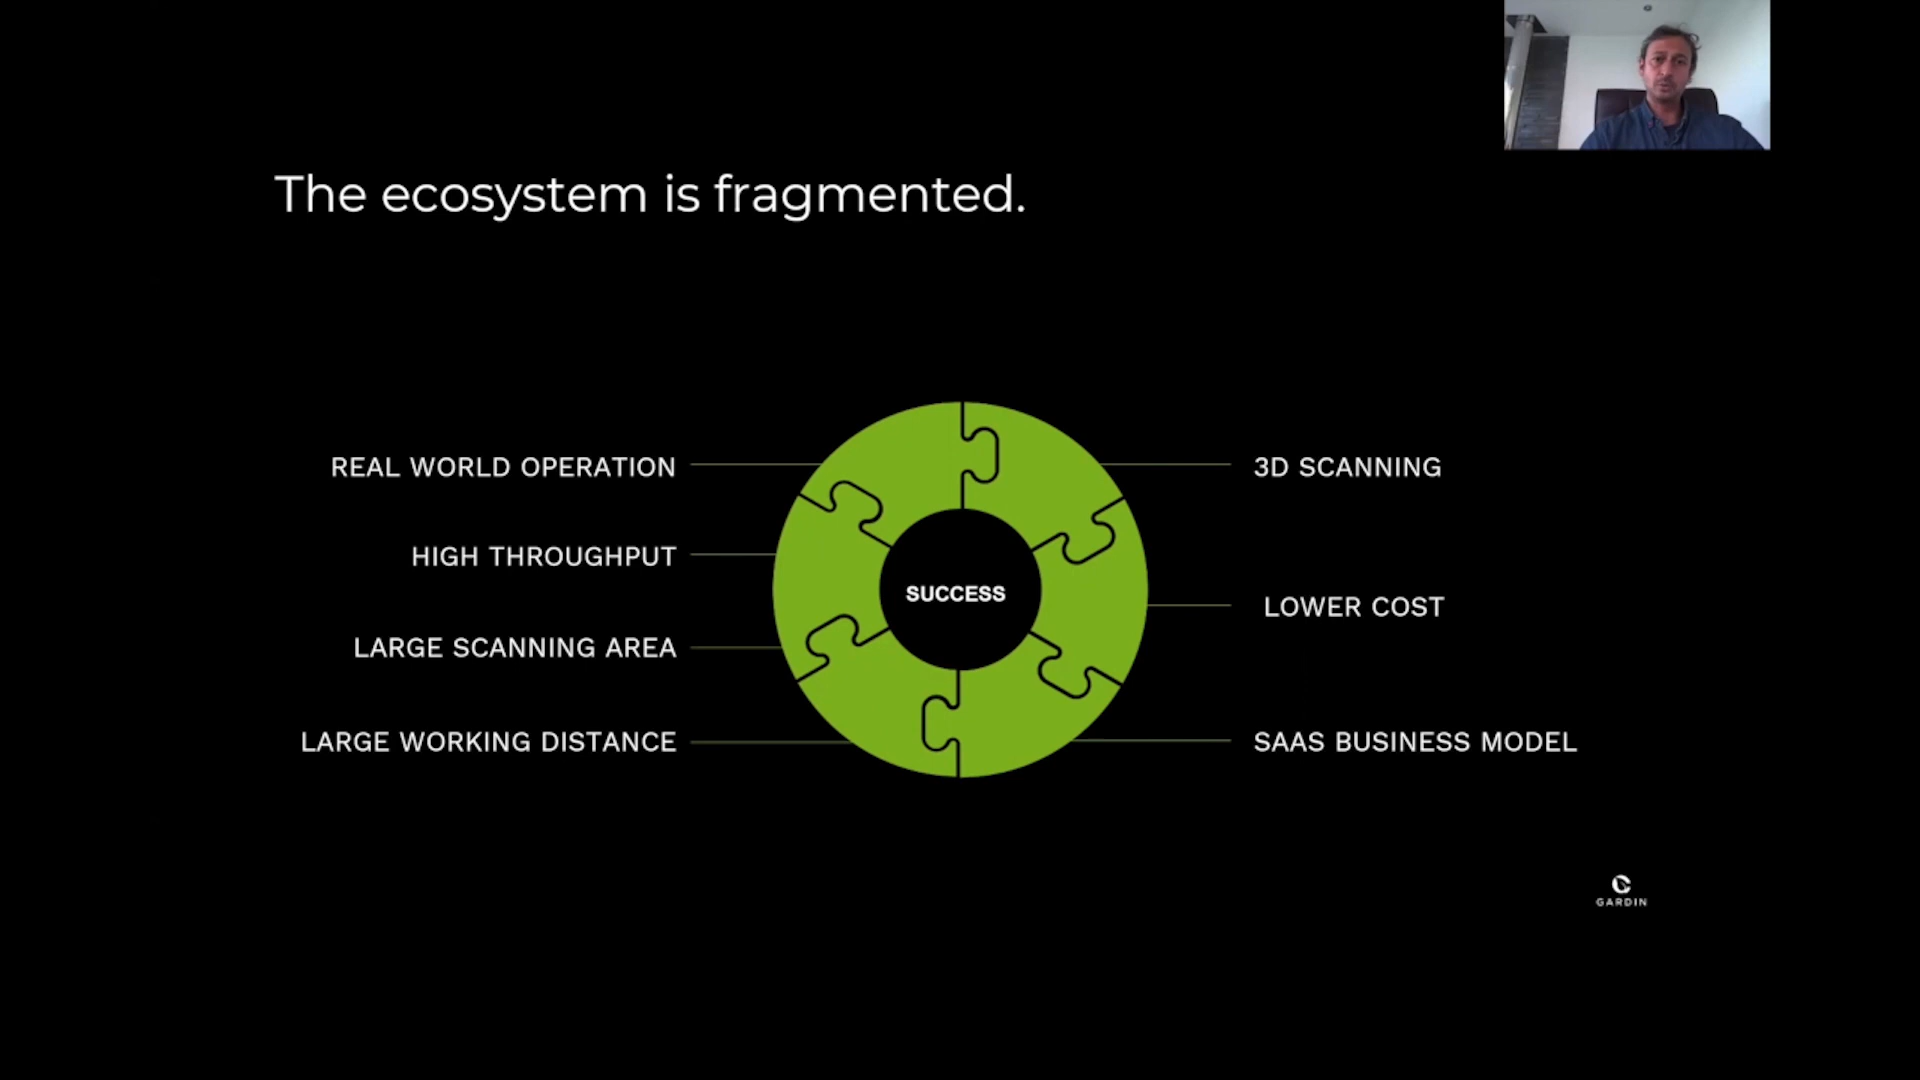 The ecosystem is fragmented.
REAL WORLD OPERATION
HIGH THROUGHPUT
LARGE SCANNING AREA
LARGE WORKING DISTANCE
SUCCESS
3D SCANNING
LOWER COST
SAAS BUSINESS MODEL
GARDIN